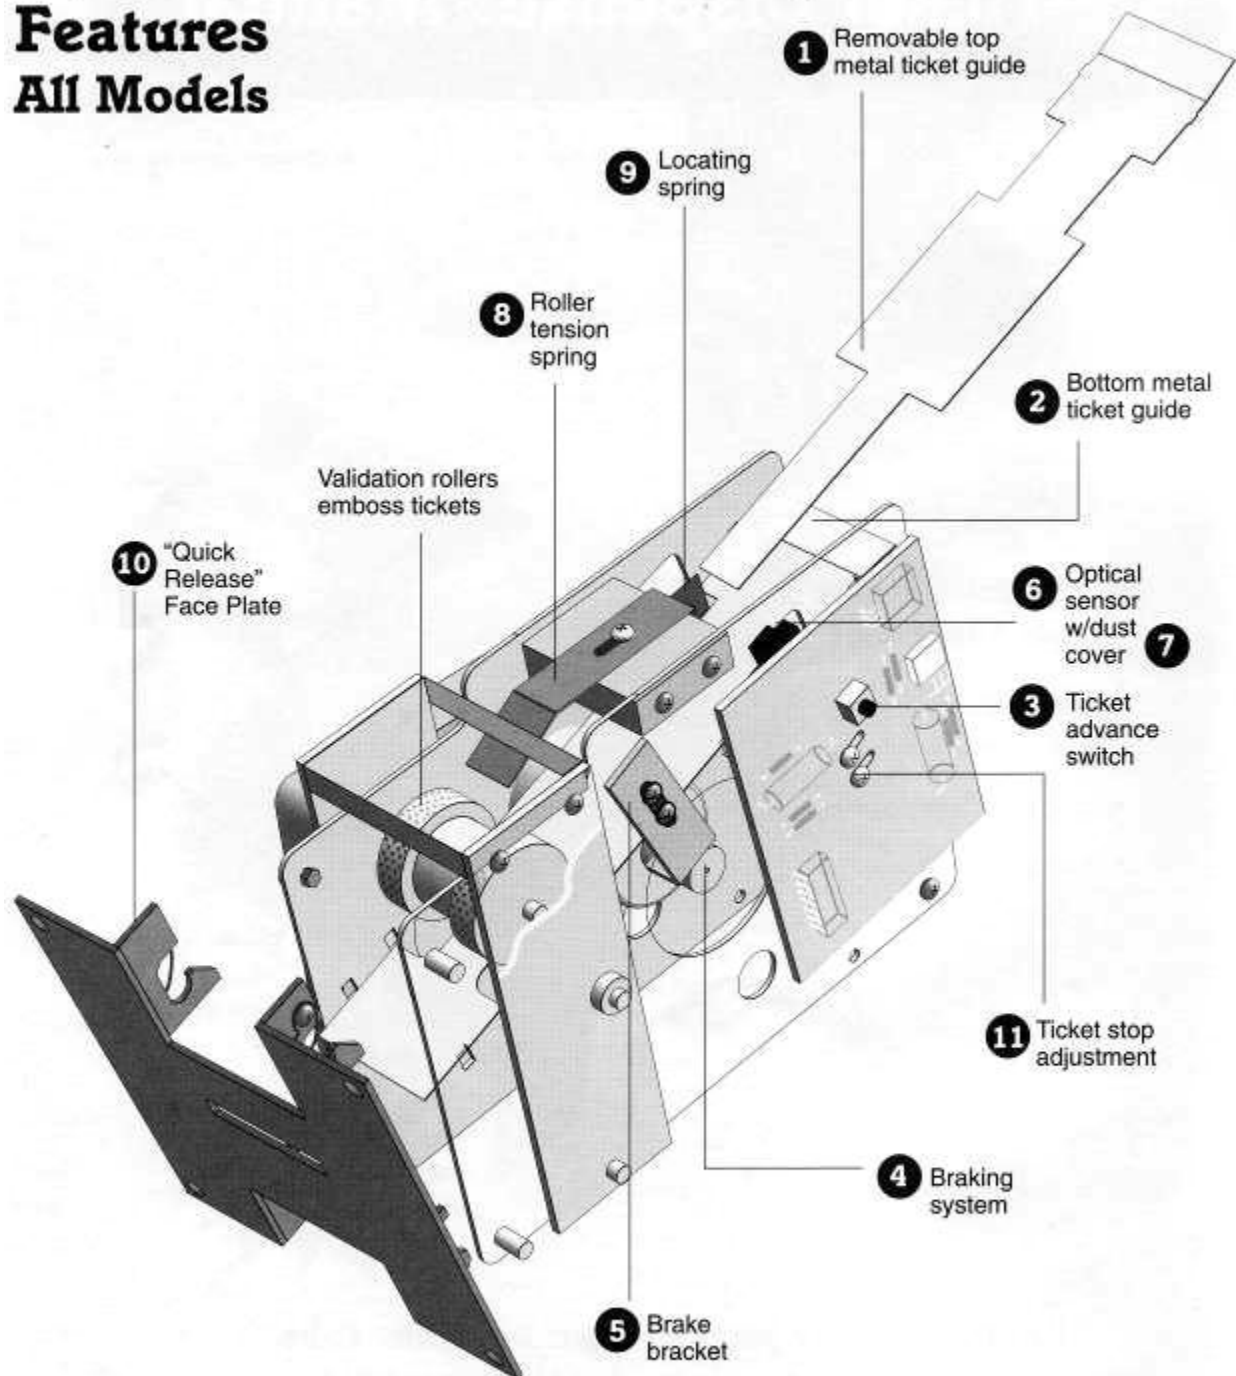 Features
All Models
1 Removable top
metal ticket guide
9 Locating
spring
8 Roller
tension
spring
2 Bottom metal
ticket guide
Validation rollers
emboss tickets
10 "Quick
Release"
Face Plate
6 Optical
sensor
w/dust
cover 7
3 Ticket
advance
switch
11 Ticket stop
adjustment
4 Braking
system
5 Brake
bracket